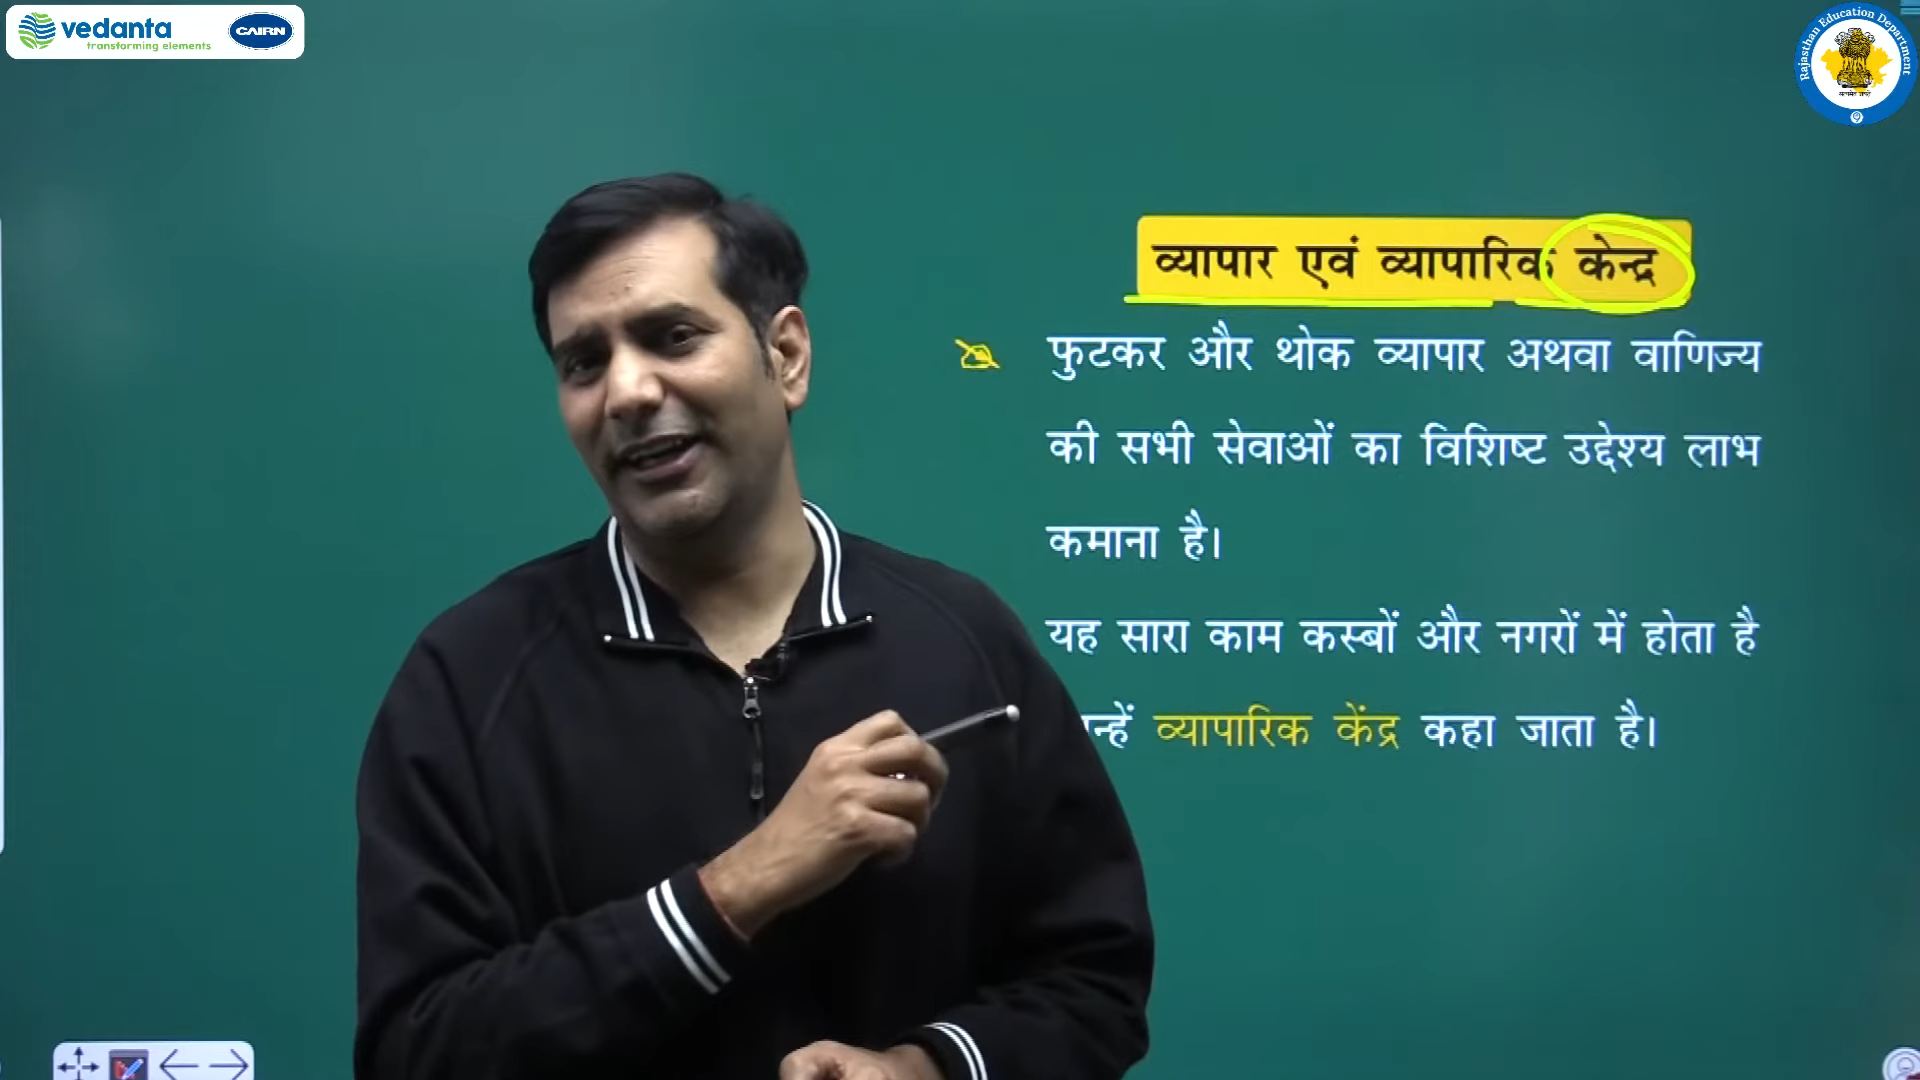 vedanta
transforming elements
CAIRN
Rajasthan Education Department
व्यापार एवं व्यापारिक केन्द्र
फुटकर और थोक व्यापार अथवा वाणिज्य
की सभी सेवाओं का विशिष्ट उद्देश्य लाभ
कमाना है।
यह सारा काम कस्बों और नगरों में होता है
व्यापारिक केंद्र कहा जाता है।